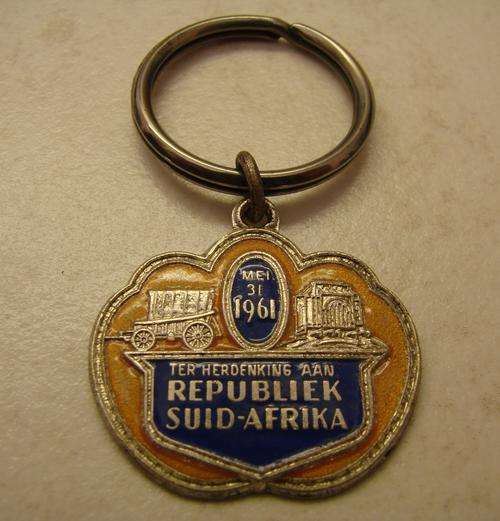 MEI
31
1961
TER HERDENKING AAN
REPUBLIEK
SUID-AFRIKA